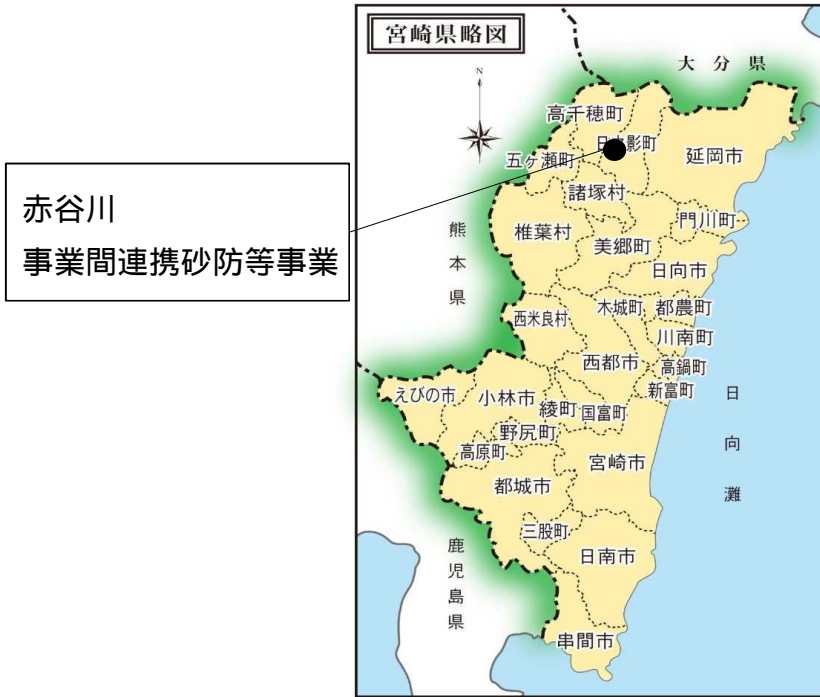 宮崎県略図
大分県
N
高千穂町
五ヶ瀬町
延岡市
赤谷川
事業間連携砂防等事業
諸塚村
門川町
熊本県
椎葉村
美郷町
日向市
西米良村
木城町
都農町
川南町
西都市
高鍋町
新富町
えびの市
小林市
綾町
国富町
日向灘
野尻町
高原町
宮崎市
都城市
三股町
鹿児島県
日南市
串間市